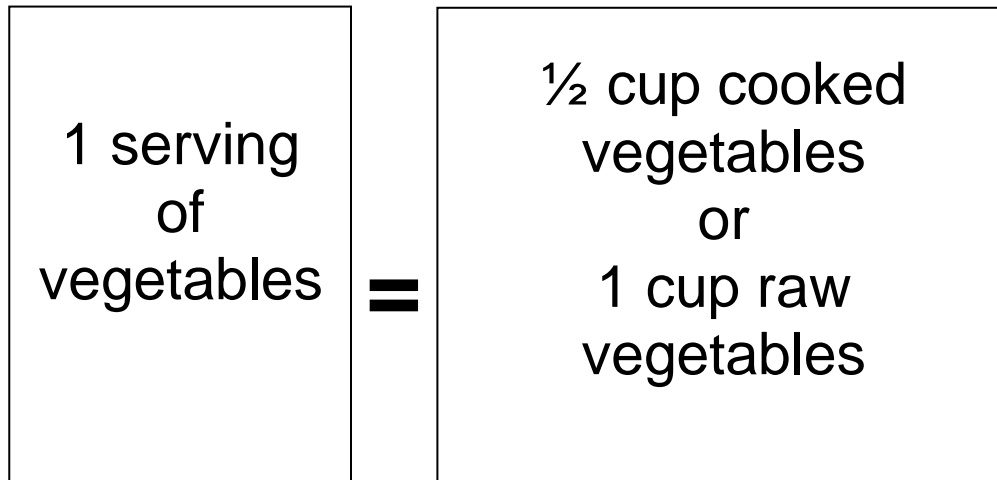 1 serving
of
vegetables
=
½ cup cooked
vegetables
or
1 cup raw
vegetables